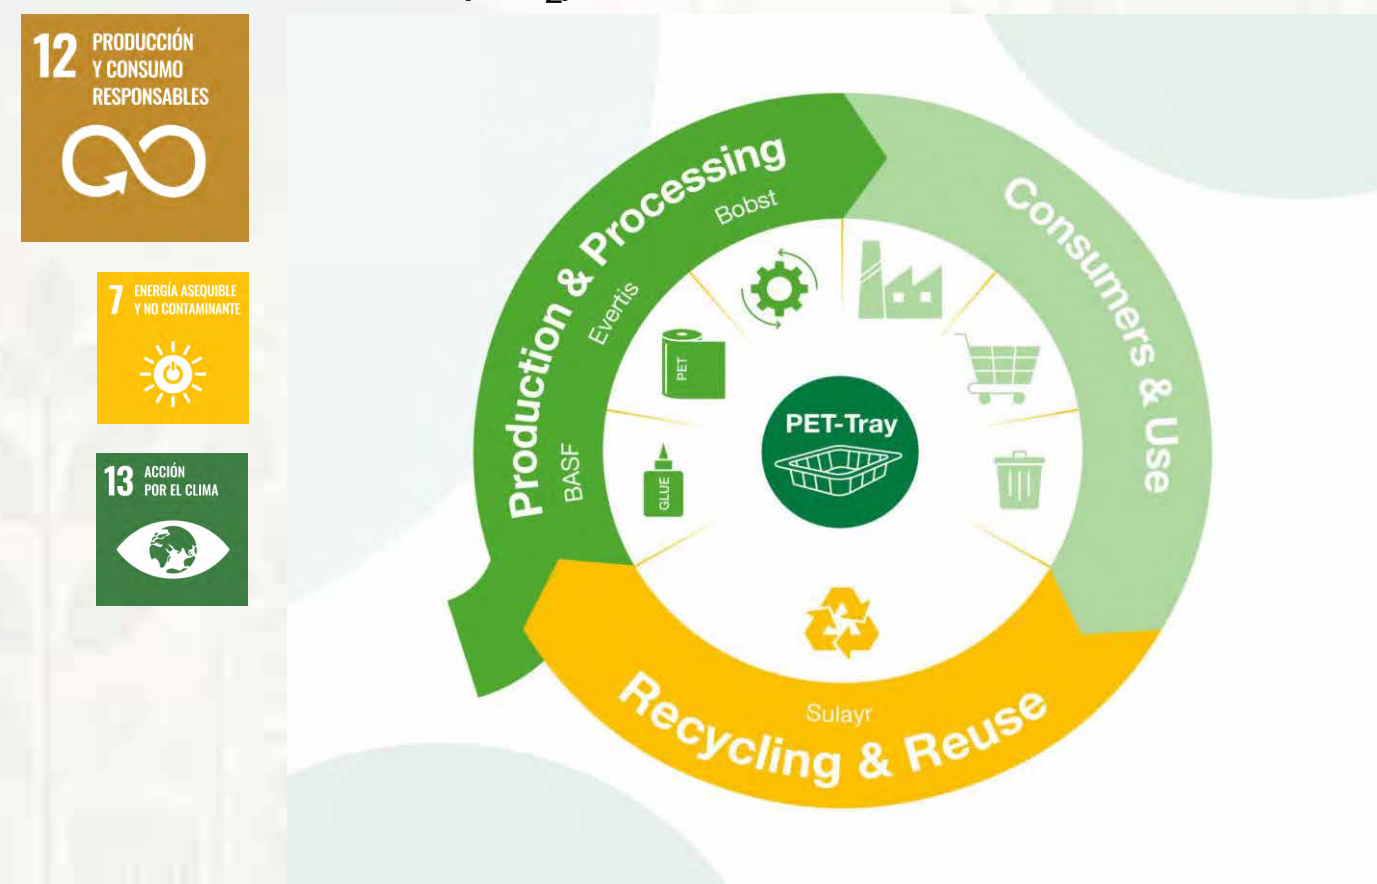 12 PRODUCCIÓN
Y CONSUMO
RESPONSABLES
7 ENERGÍA ASEQUIBLE
Y NO CONTAMINANTE
13 ACCIÓN
POR EL CLIMA
Production & Processing
Bobst
Evertis
BASF
Consumers & Use
PET
GLUE
PET-Tray
Sulayr
Recycling & Reuse